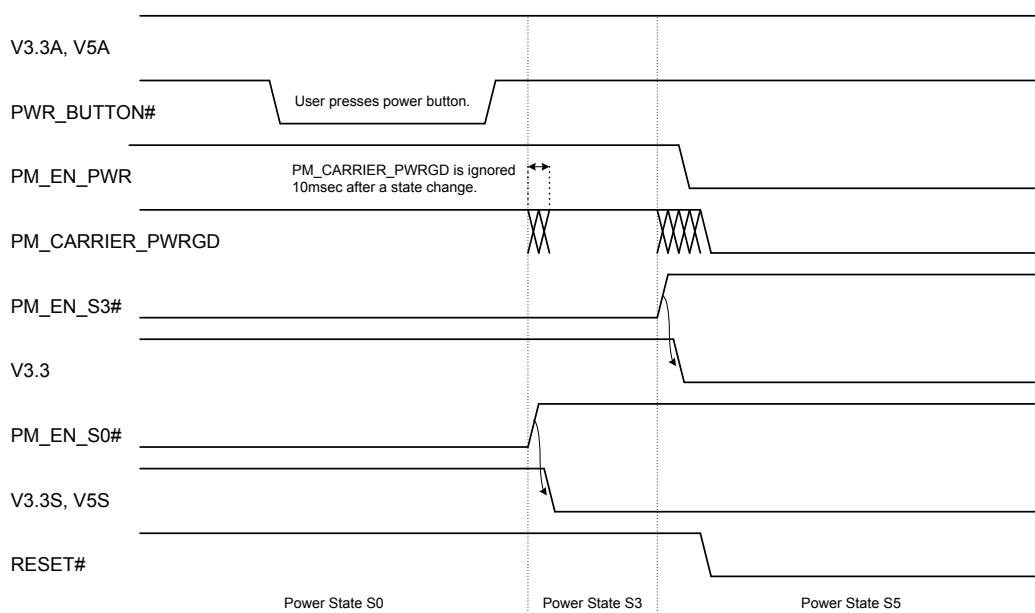 V3.3A, V5A
PWR_BUTTON#
User presses power button.
PM_EN_PWR
PM_CARRIER_PWRGD is ignored
10msec after a state change.
PM_CARRIER_PWRGD
PM_EN_S3#
V3.3
PM_EN_S0#
V3.3S, V5S
RESET#
Power State S0
Power State S3
Power State S5